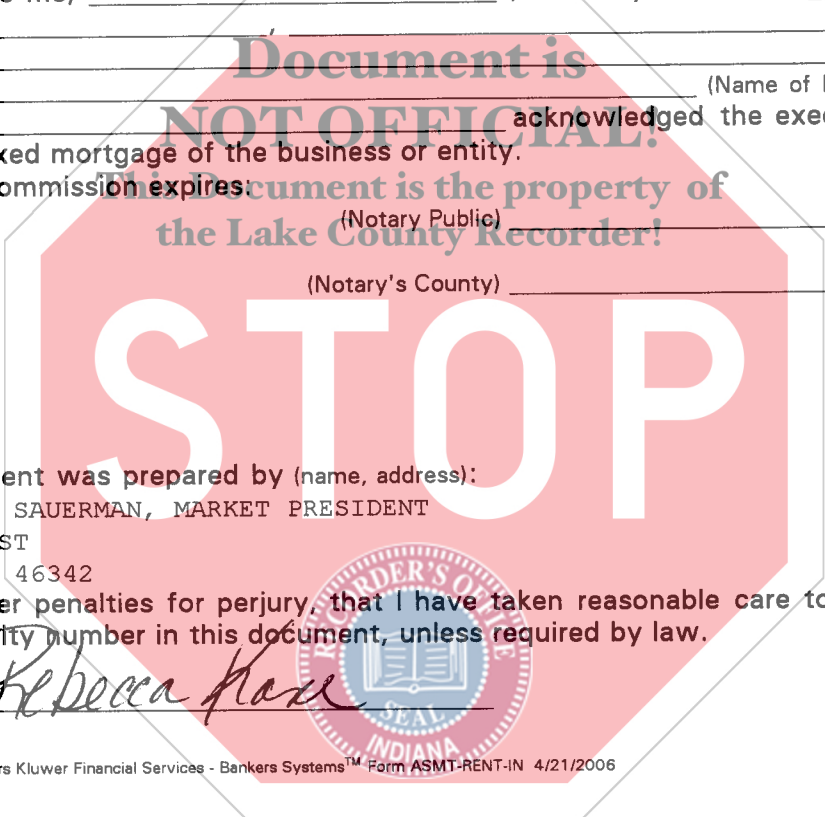 Document is
(Name of
NOT OFFICIAL!
acknowledged the exe
xed mortgage of the business or entity.
ommission expires:
This Document is the property of
(Notary Public)
the Lake County Recorder!
(Notary's County)
STOP
ent was prepared by (name, address):
SAUERMAN, MARKET PRESIDENT
ST
46342
er penalties for perjury, that I have taken reasonable care to
ity number in this document, unless required by law.
Rebecca
RECORDER'S OFFICE
SEAL
INDIANA
rs Kluwer Financial Services - Bankers Systems™ Form ASMT-RENT-IN 4/21/2006